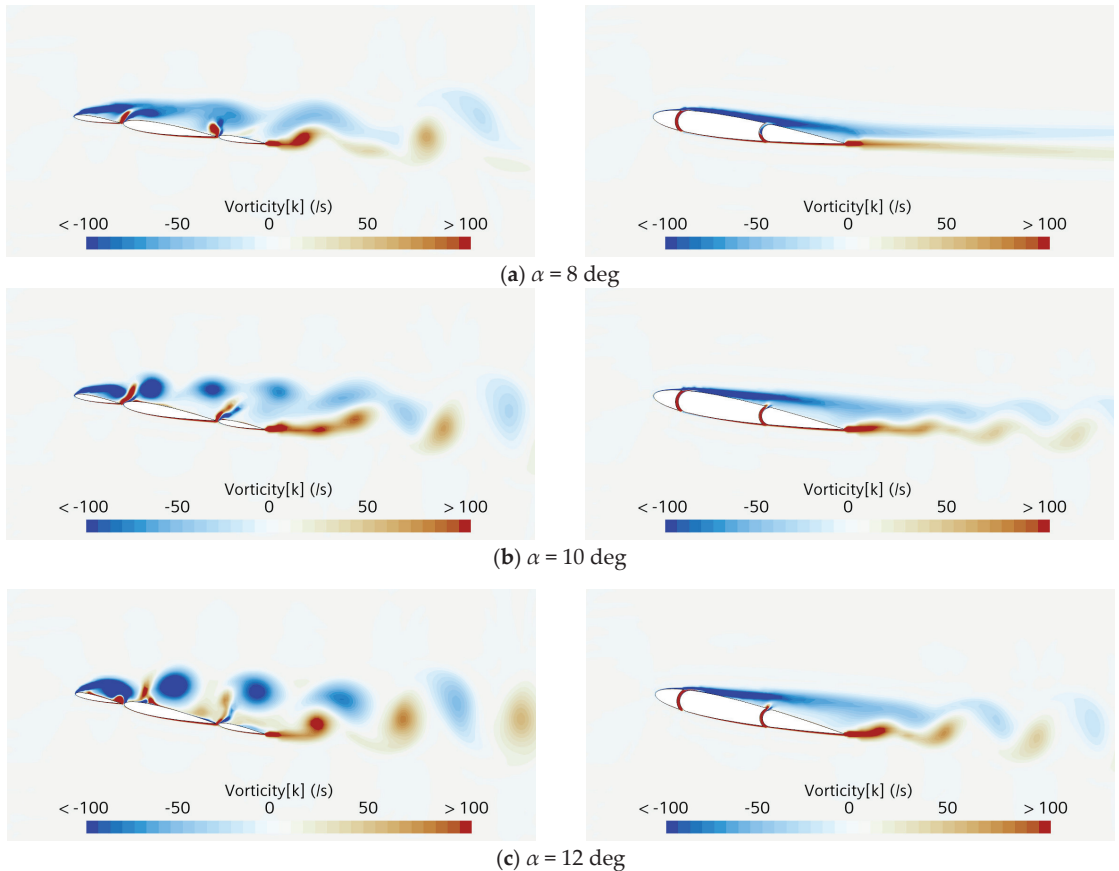 Vorticity[k] (/s)
< -100 -50 0 50 > 100
Vorticity[k] (/s)
< -100 -50 0 50 > 100
(a) α = 8 deg
Vorticity[k] (/s)
< -100 -50 0 50 > 100
Vorticity[k] (/s)
< -100 -50 0 50 > 100
(b) α = 10 deg
Vorticity[k] (/s)
< -100 -50 0 50 > 100
Vorticity[k] (/s)
< -100 -50 0 50 > 100
(c) α = 12 deg